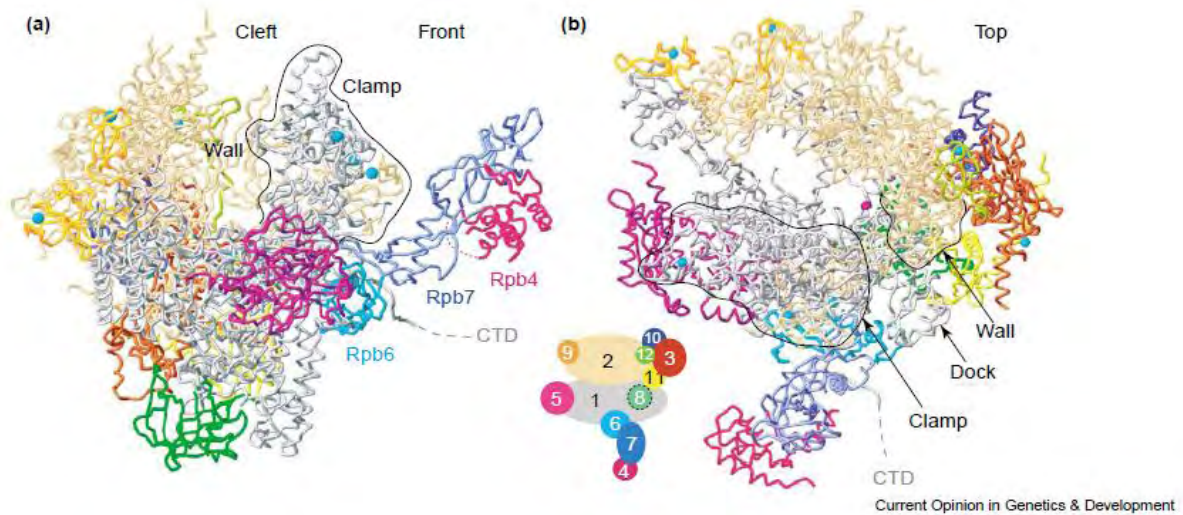 (a)
Cleft
Front
Clamp
Wall
Rpb7
Rpb4
CTD
Rpb6
(b)
Top
Wall
Dock
Clamp
CTD
10
9
2
12
3
11
5
1
8
6
7
4
Current Opinion in Genetics & Development